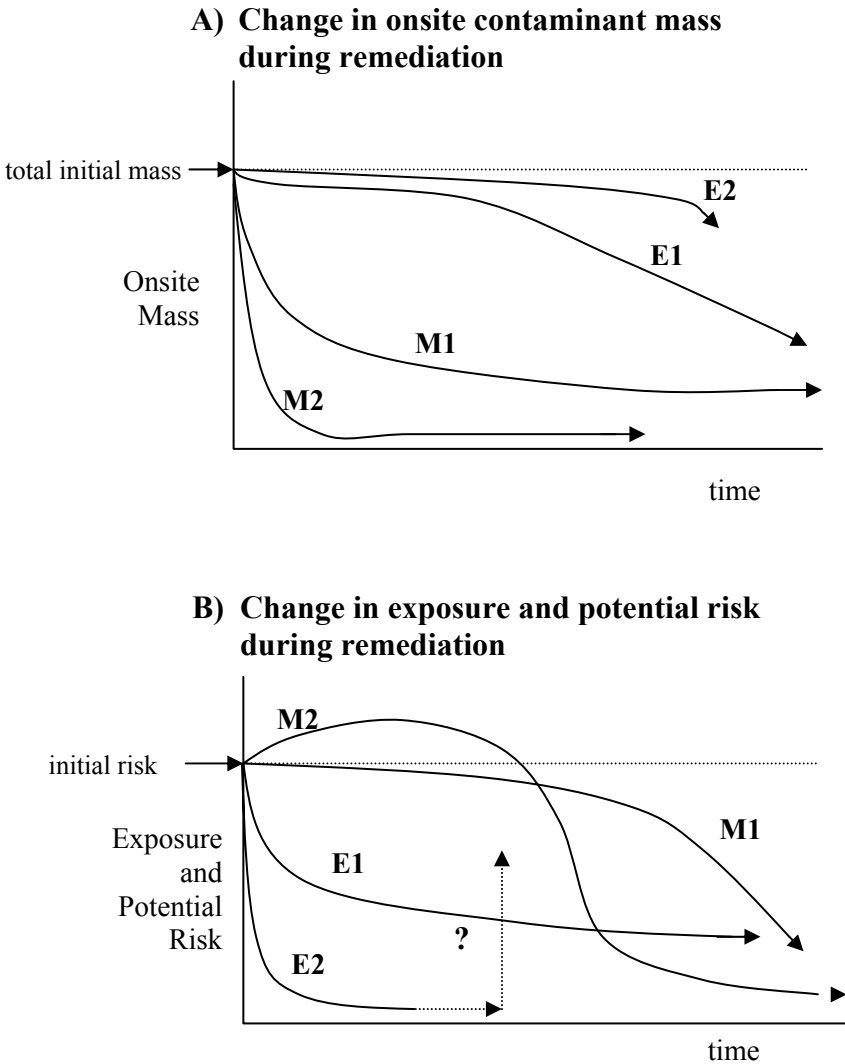 A) Change in onsite contaminant mass
during remediation
total initial mass
E2
E1
Onsite
Mass
M1
M2
time
B) Change in exposure and potential risk
during remediation
M2
initial risk
M1
Exposure
and
Potential
Risk
E1
?
E2
time